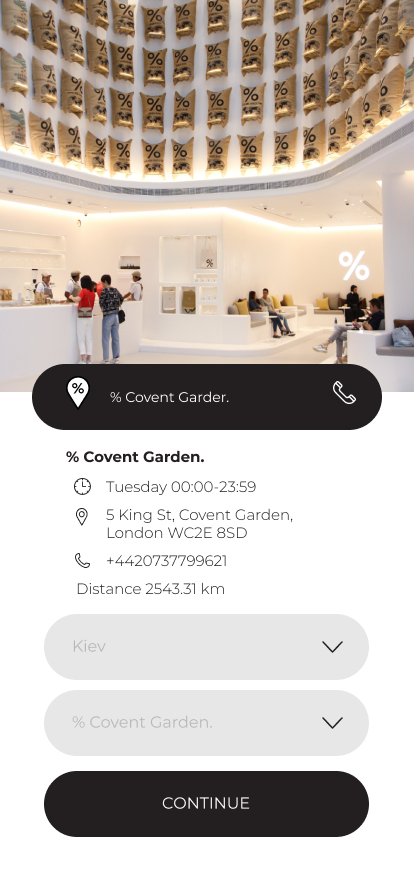 %
% Covent Garder.
% Covent Garden.
Tuesday 00:00-23:59
5 King St, Covent Garden,
London WC2E 8SD
+4420737799621
Distance 2543.31 km
Kiev
% Covent Garden.
CONTINUE